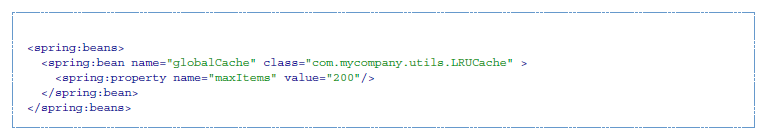 <spring:beans>
<spring:bean name="globalCache" class="com.mycompany.utils.LRUCache" >
<spring:property name="maxItems" value="200"/>
</spring:bean>
</spring:beans>